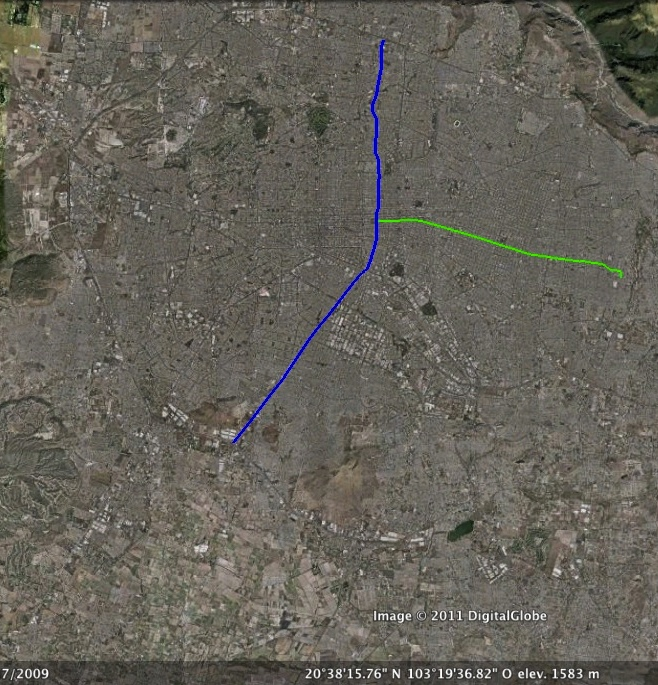 Image © 2011 DigitalGlobe
7/2009
20°38'15.76" N 103°19'36.82" O elev. 1583 m